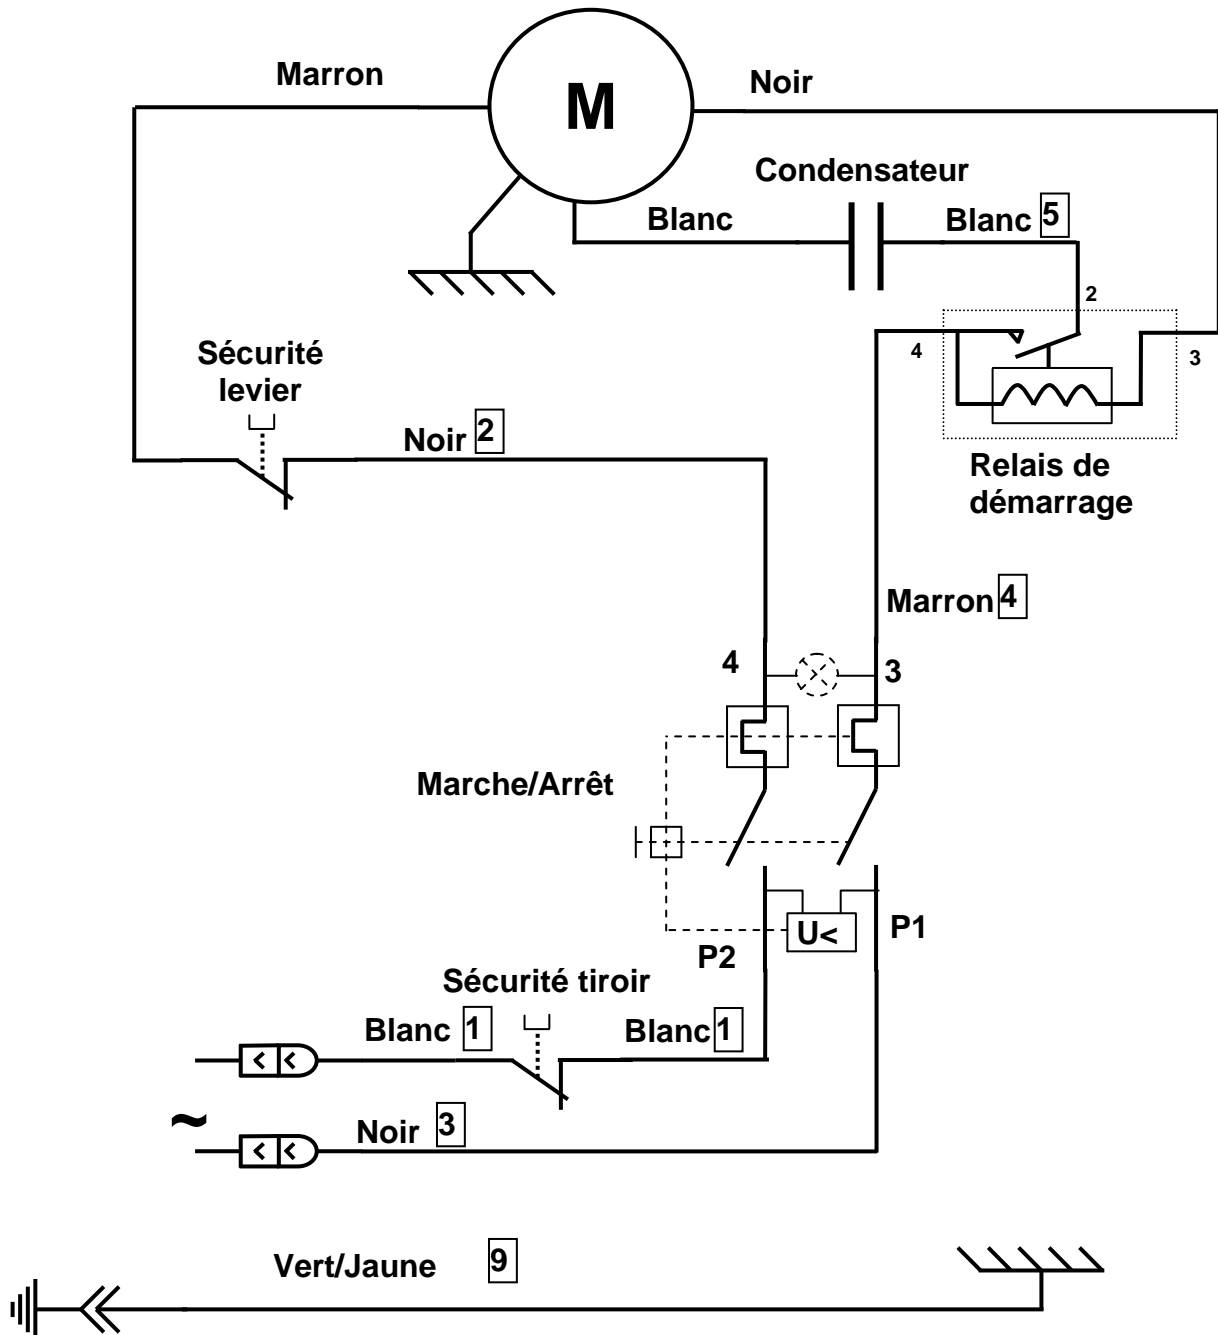 Marron
M
Noir
Condensateur
Blanc
Blanc 5
2
4
3
Sécurité
levier
Noir 2
Relais de
démarrage
Marron 4
4
3
Marche/Arrêt
U<
P1
P2
Sécurité tiroir
Blanc 1
Blanc 1
~
Noir 3
Vert/Jaune 9